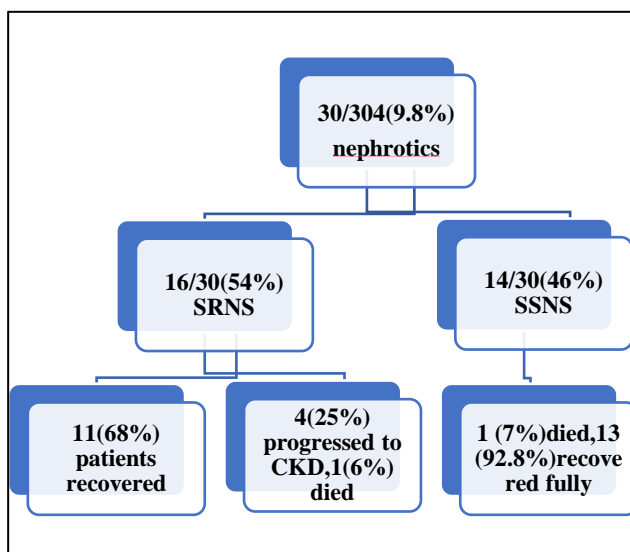 30/304(9.8%)
nephrotics
16/30(54%)
SRNS
14/30(46%)
SSNS
11(68%)
patients
recovered
4(25%)
progressed to
CKD,1(6%)
died
1 (7%)died,13
(92.8%)recove
red fully